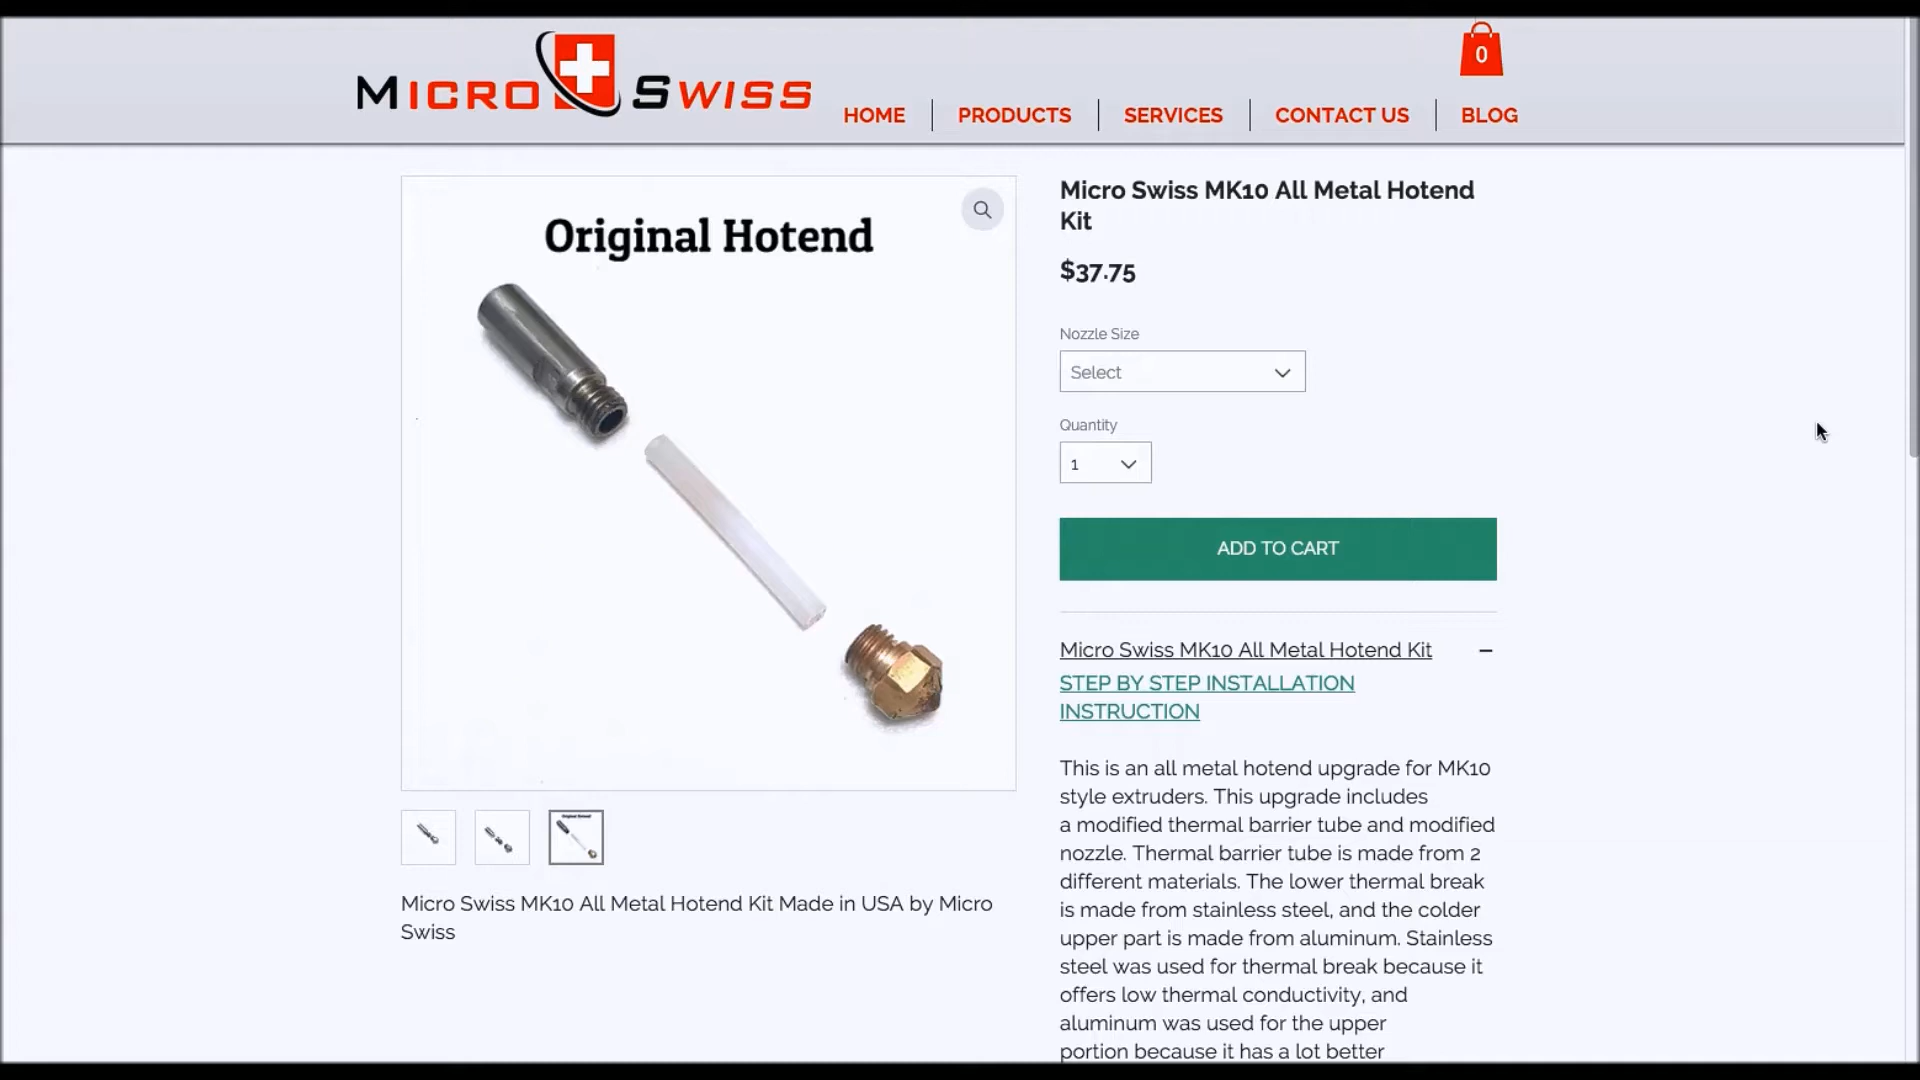 MICRO SWISS
0
HOME
PRODUCTS
SERVICES
CONTACT US
BLOG
Original Hotend
Micro Swiss MK10 All Metal Hotend Kit Made in USA by Micro
Swiss
Micro Swiss MK10 All Metal Hotend
Kit
$37.75
Nozzle Size
Select
Quantity
1
ADD TO CART
Micro Swiss MK10 All Metal Hotend Kit
STEP BY STEP INSTALLATION
INSTRUCTION
This is an all metal hotend upgrade for MK10
style extruders. This upgrade includes
a modified thermal barrier tube and modified
nozzle. Thermal barrier tube is made from 2
different materials. The lower thermal break
is made from stainless steel, and the colder
upper part is made from aluminum. Stainless
steel was used for thermal break because it
offers low thermal conductivity, and
aluminum was used for the upper
portion because it has a lot better